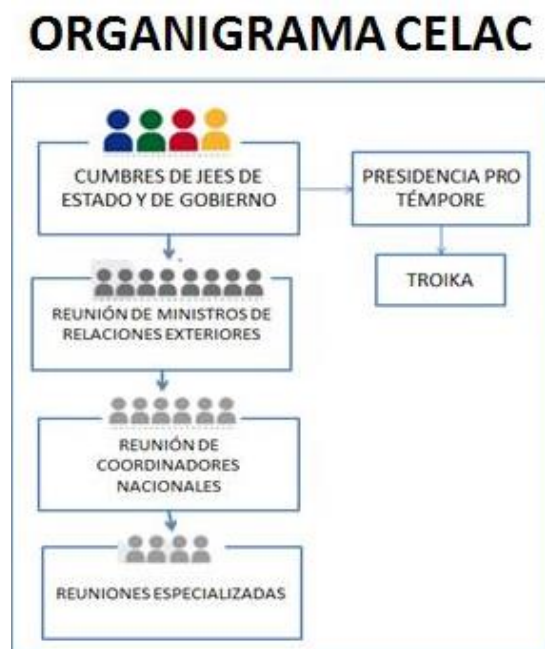 ORGANIGRAMA CELAC
CUMBRES DE JEES DE
ESTADO Y DE GOBIERNO
PRESIDENCIA PRO
TÉMPORE
TROIKA
REUNIÓN DE MINISTROS DE
RELACIONES EXTERIORES
REUNIÓN DE
COORDINADORES
NACIONALES
REUNIONES ESPECIALIZADAS